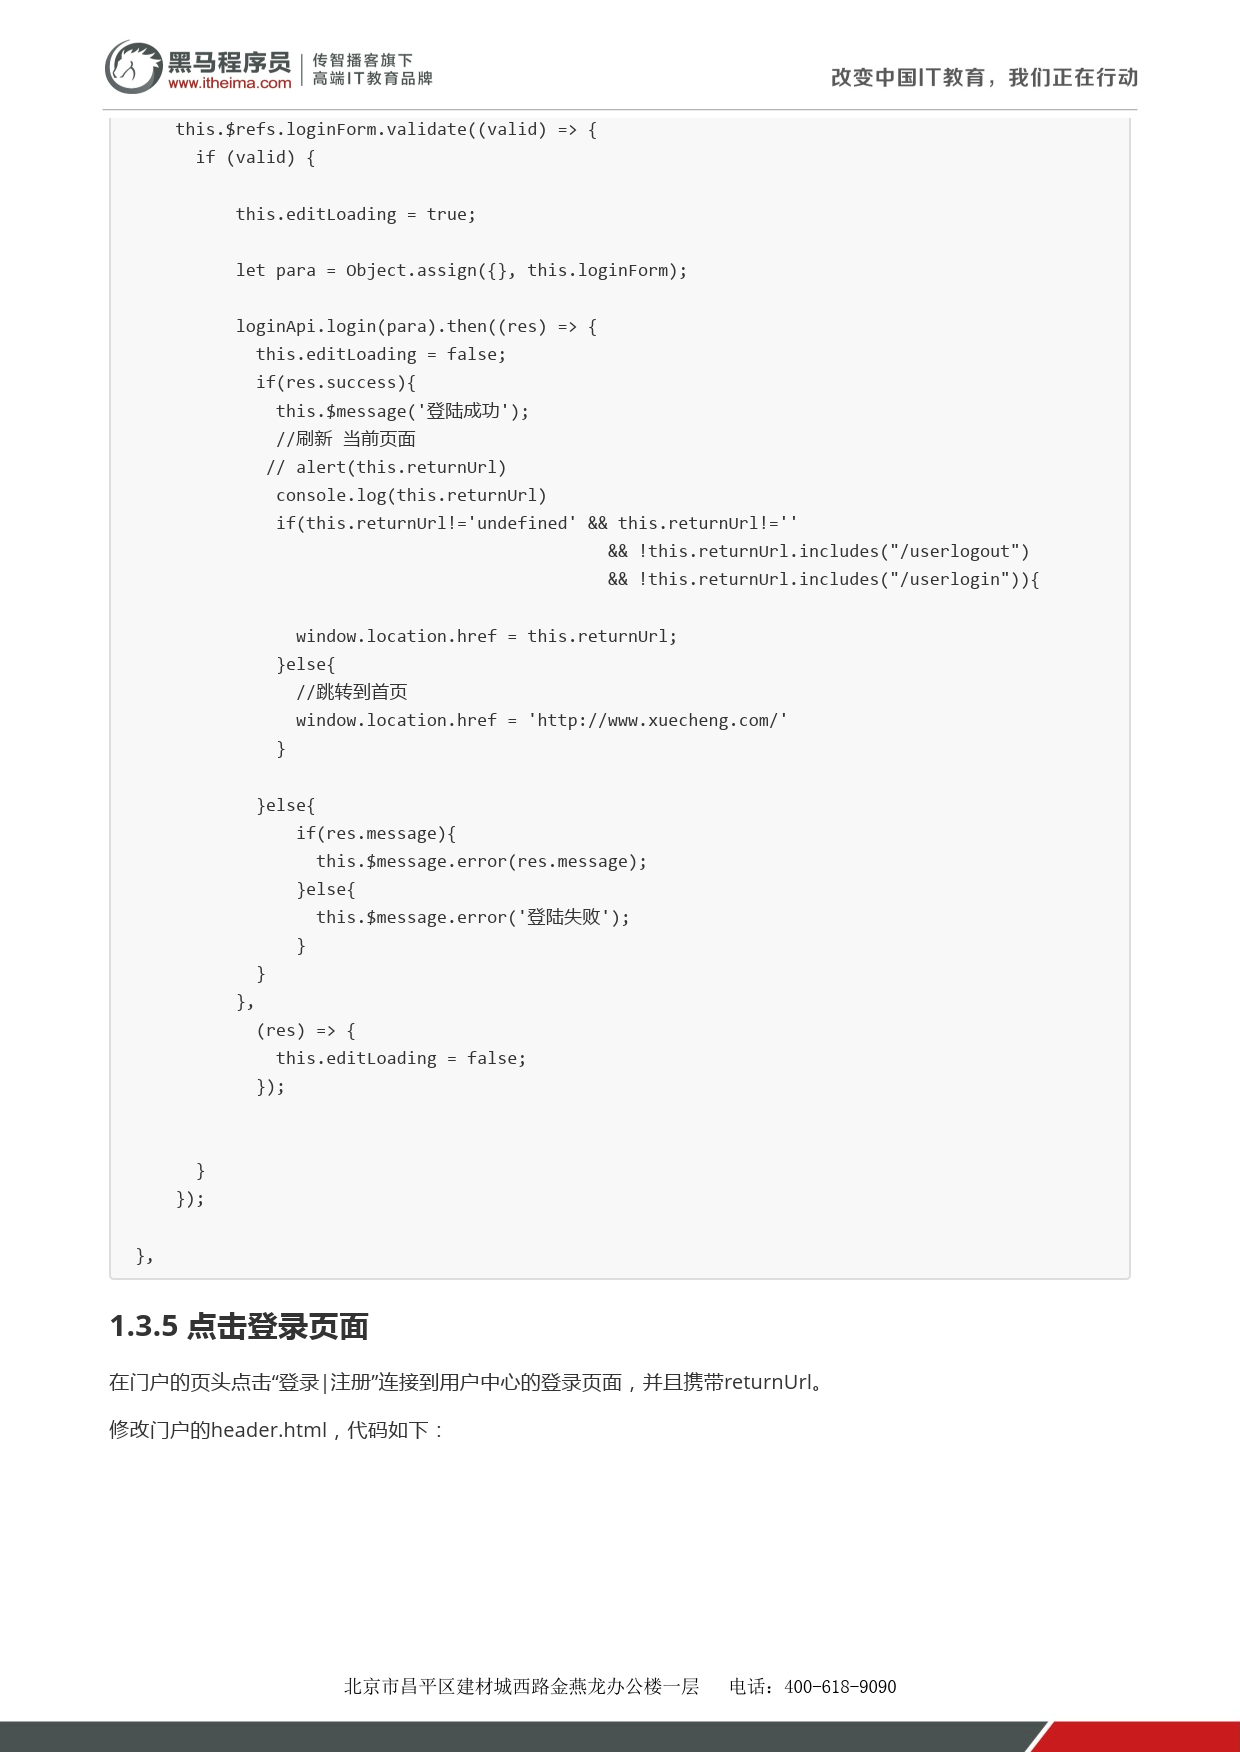 黑马程序员
www.itheima.com
传智播客旗下
高端IT教育品牌
改变中国IT教育，我们正在行动
this.$refs.loginForm.validate((valid) => {
if (valid) {
this.editLoading = true;
let para = Object.assign({}, this.loginForm);
loginApi.login(para).then((res) => {
this.editLoading = false;
if(res.success){
this.$message('登陆成功');
//刷新 当前页面
// alert(this.returnUrl)
console.log(this.returnUrl)
if(this.returnUrl!='undefined' && this.returnUrl!=''
&& !this.returnUrl.includes("/userlogout")
&& !this.returnUrl.includes("/userlogin")){
window.location.href = this.returnUrl;
}else{
//跳转到首页
window.location.href = 'http://www.xuecheng.com/'
}
}else{
if(res.message){
this.$message.error(res.message);
}else{
this.$message.error('登陆失败');
}
}
},
(res) => {
this.editLoading = false;
});
}
});
},
1.3.5 点击登录页面
在门户的页头点击“登录|注册”连接到用户中心的登录页面，并且携带returnUrl。
修改门户的header.html，代码如下：
北京市昌平区建材城西路金燕龙办公楼一层 电话：400-618-9090